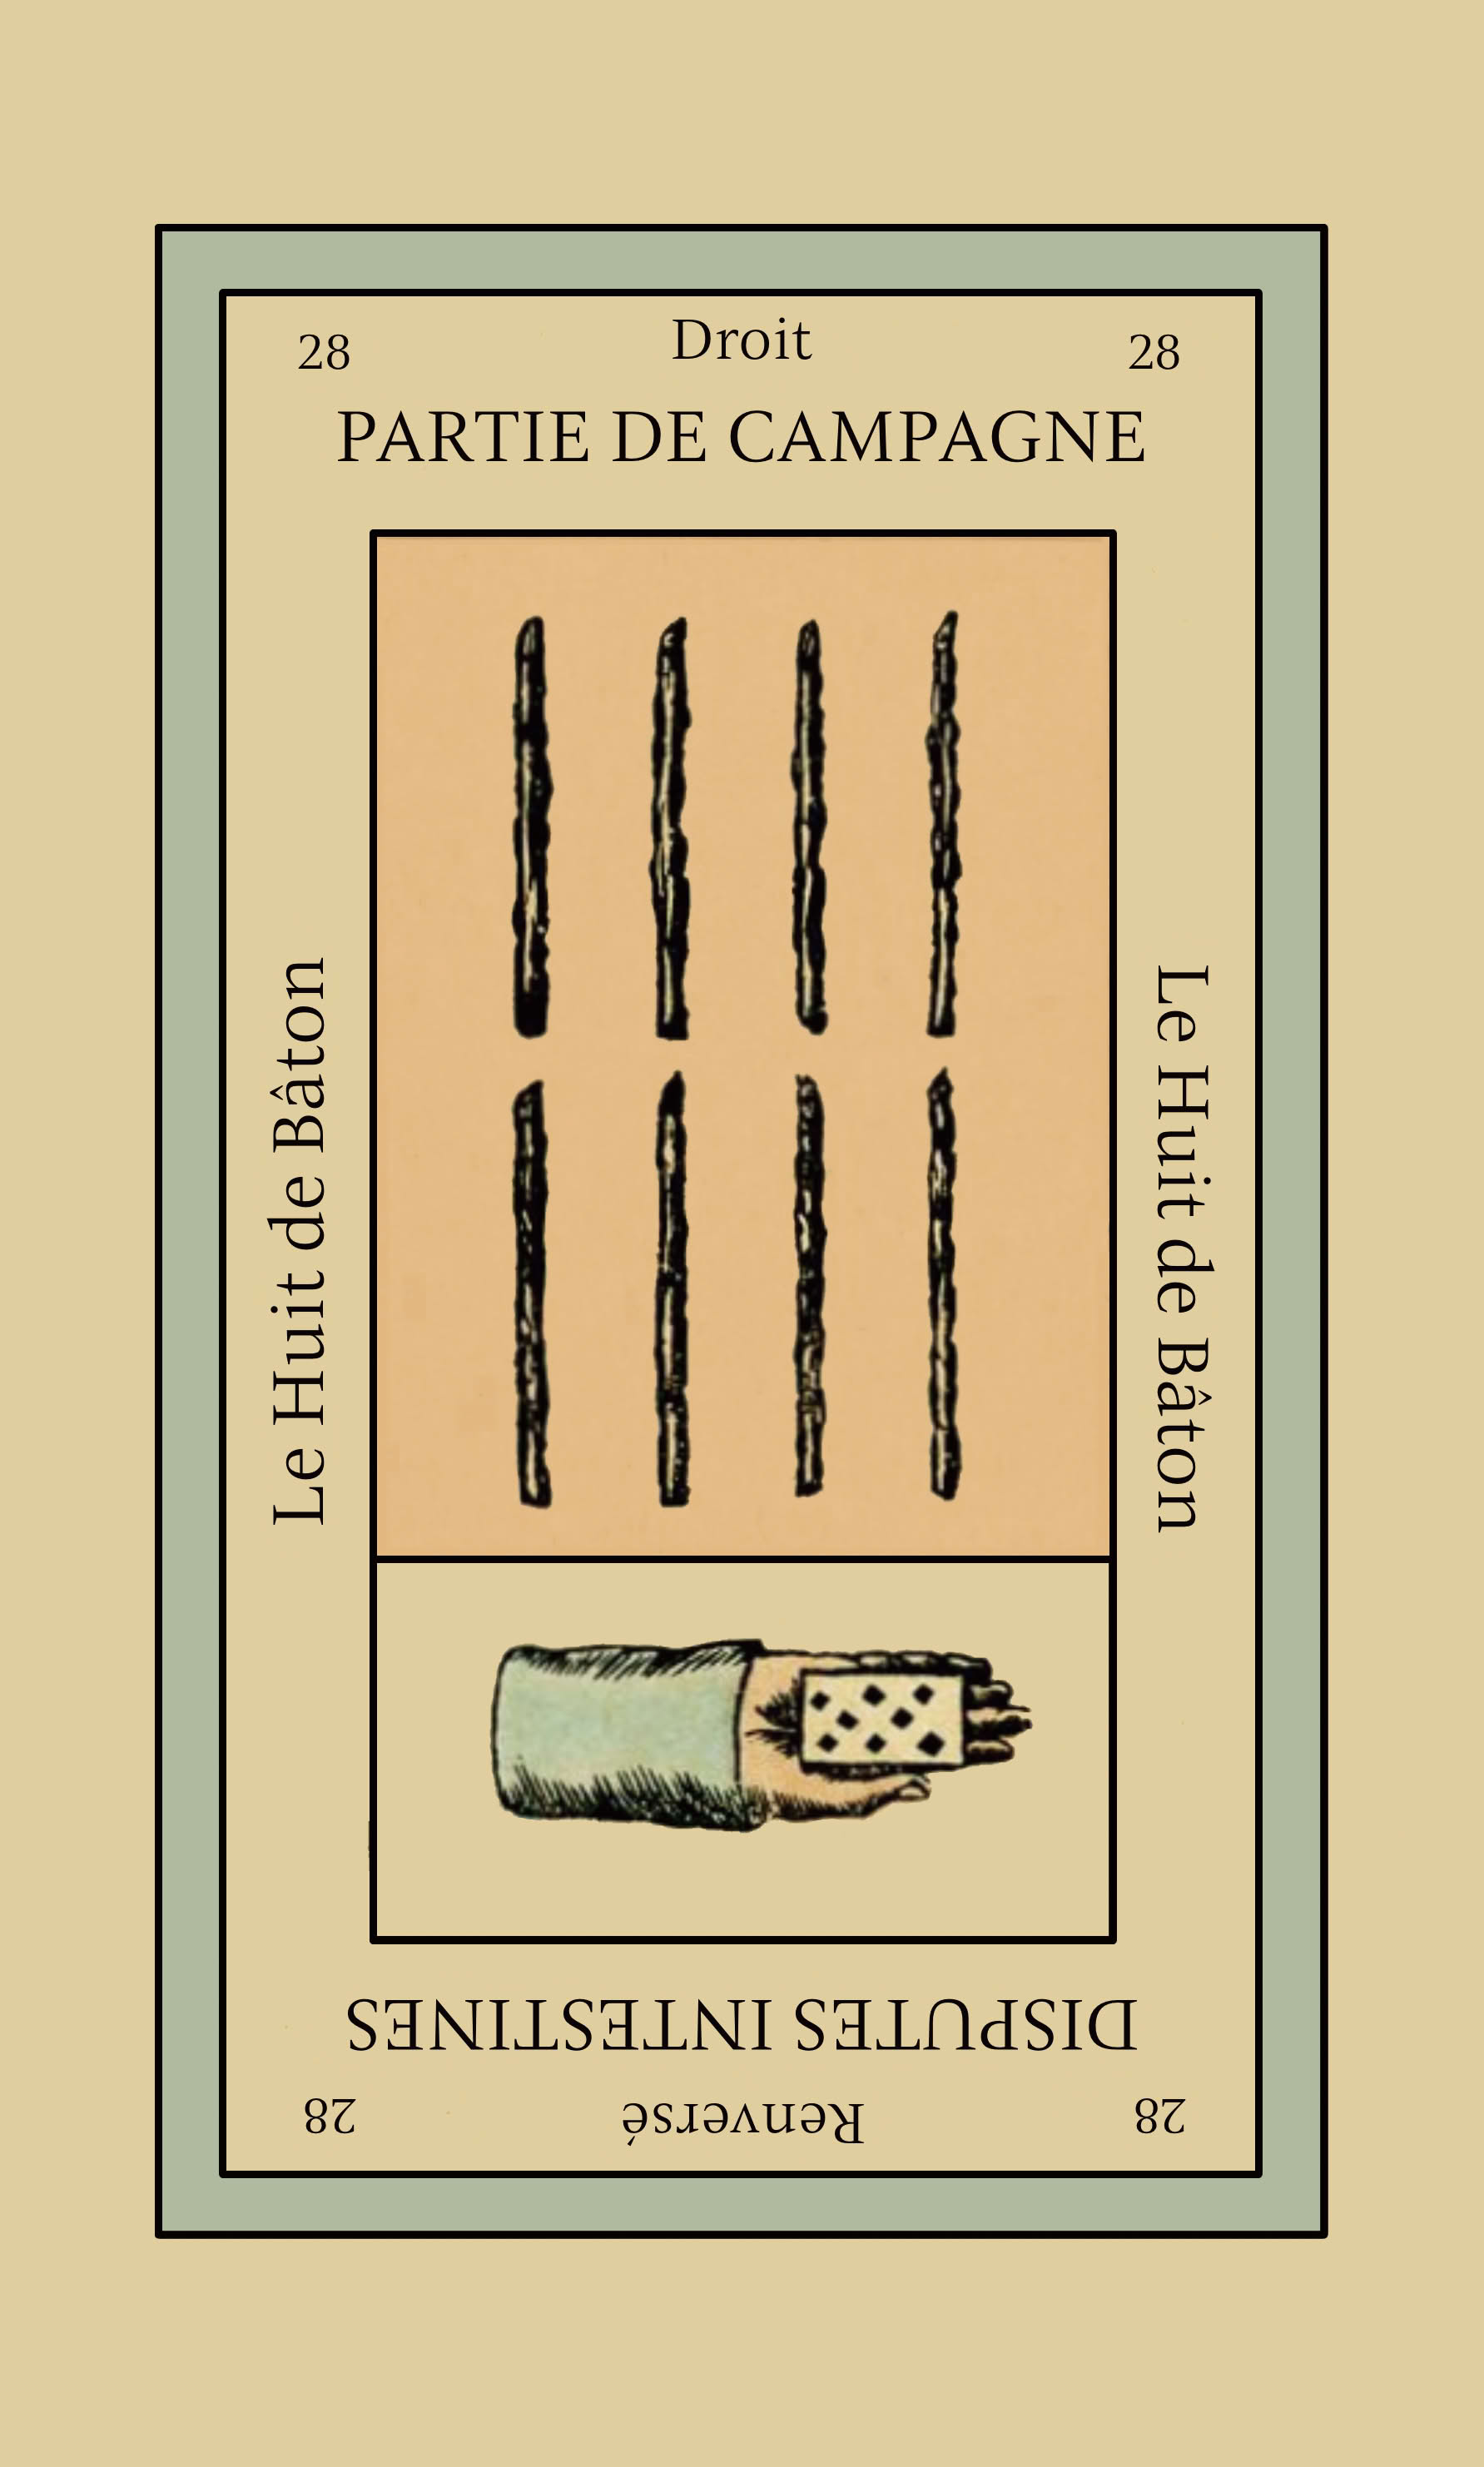 28 Droit 28
PARTIE DE CAMPAGNE
Le Huit de Bâton
Le Huit de Bâton
DISPUTES INTESTINES
28 Renversé 28